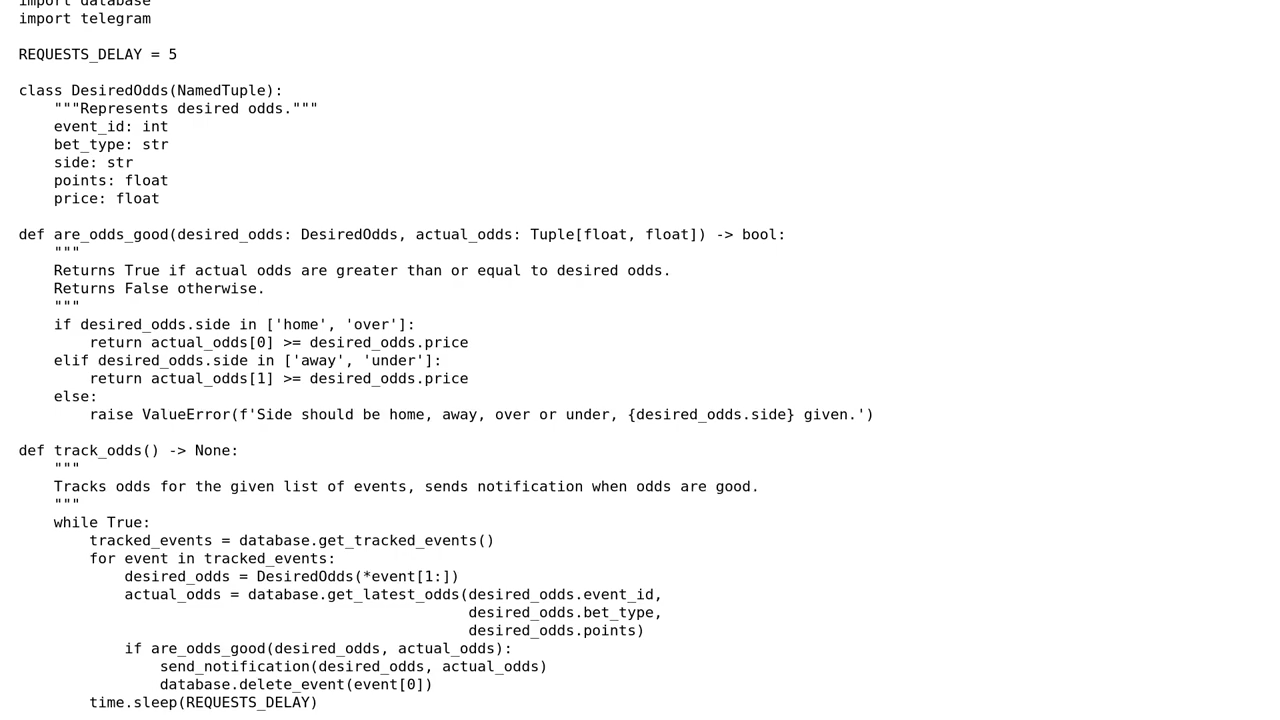 import database
import telegram

REQUESTS_DELAY = 5

class DesiredOdds(NamedTuple):
    """Represents desired odds."""
    event_id: int
    bet_type: str
    side: str
    points: float
    price: float

def are_odds_good(desired_odds: DesiredOdds, actual_odds: Tuple[float, float]) -> bool:
    """
    Returns True if actual odds are greater than or equal to desired odds.
    Returns False otherwise.
    """
    if desired_odds.side in ['home', 'over']:
        return actual_odds[0] >= desired_odds.price
    elif desired_odds.side in ['away', 'under']:
        return actual_odds[1] >= desired_odds.price
    else:
        raise ValueError(f'Side should be home, away, over or under, {desired_odds.side} given.')

def track_odds() -> None:
    """
    Tracks odds for the given list of events, sends notification when odds are good.
    """
    while True:
        tracked_events = database.get_tracked_events()
        for event in tracked_events:
            desired_odds = DesiredOdds(*event[1:])
            actual_odds = database.get_latest_odds(desired_odds.event_id,
                                                   desired_odds.bet_type,
                                                   desired_odds.points)
            if are_odds_good(desired_odds, actual_odds):
                send_notification(desired_odds, actual_odds)
                database.delete_event(event[0])
        time.sleep(REQUESTS_DELAY)